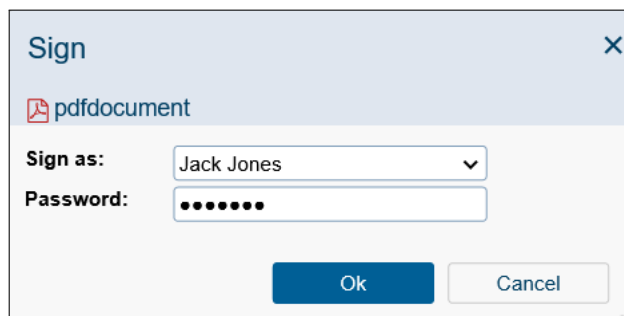 Sign
pdfdocument
Sign as: Jack Jones
Password: •••••••
Ok Cancel